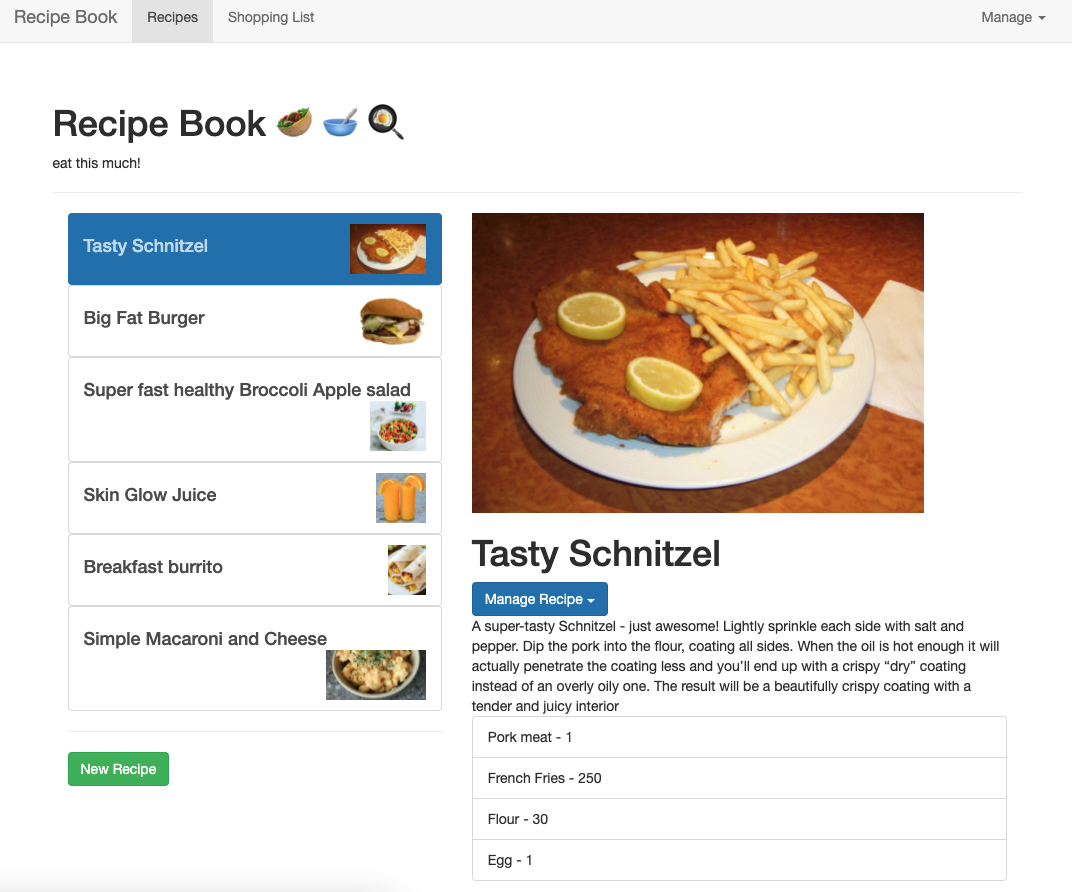 Recipe Book Recipes Shopping List Manage
Recipe Book
eat this much!
Tasty Schnitzel
Big Fat Burger
Super fast healthy Broccoli Apple salad
Skin Glow Juice
Breakfast burrito
Simple Macaroni and Cheese
New Recipe
Tasty Schnitzel
Manage Recipe
A super-tasty Schnitzel - just awesome! Lightly sprinkle each side with salt and
pepper. Dip the pork into the flour, coating all sides. When the oil is hot enough it will
actually penetrate the coating less and you’ll end up with a crispy “dry” coating
instead of an overly oily one. The result will be a beautifully crispy coating with a
tender and juicy interior
Pork meat - 1
French Fries - 250
Flour - 30
Egg - 1